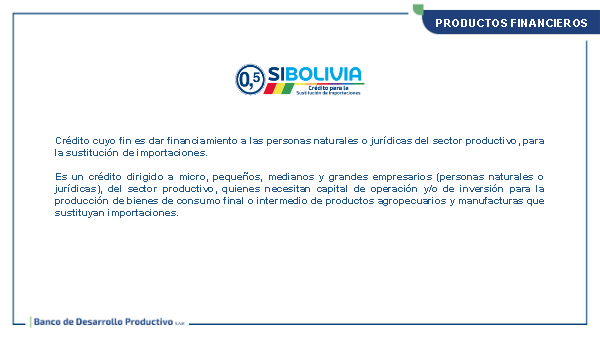 PRODUCTOS FINANCIEROS
0,5 SIBOLIVIA
Crédito para la
Sustitución de Importaciones
Crédito cuyo fin es dar financiamiento a las personas naturales o jurídicas del sector productivo, para
la sustitución de importaciones.
Es un crédito dirigido a micro, pequeños, medianos y grandes empresarios (personas naturales o
jurídicas), del sector productivo, quienes necesitan capital de operación y/o de inversión para la
producción de bienes de consumo final o intermedio de productos agropecuarios y manufacturas que
sustituyan importaciones.
Banco de Desarrollo Productivo S.A.M.